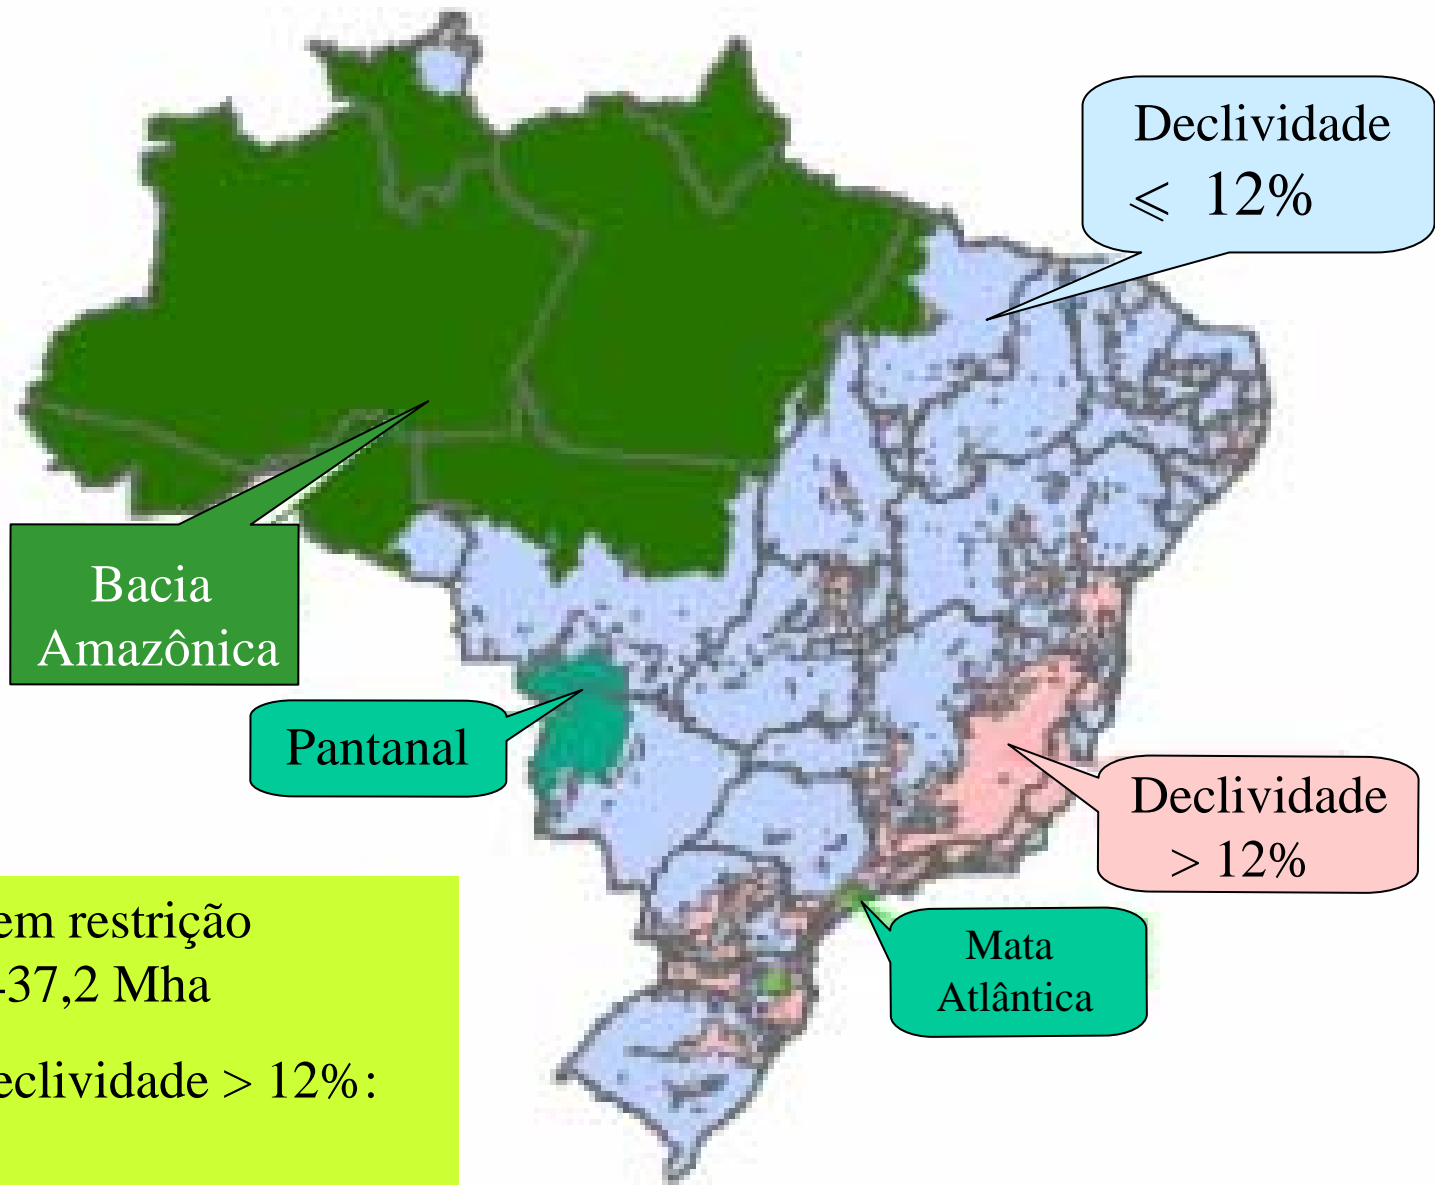 Declividade
⩽ 12%
Bacia
Amazônica
Pantanal
Declividade
> 12%
Mata
Atlântica
em restrição
37,2 Mha
eclividade > 12%: